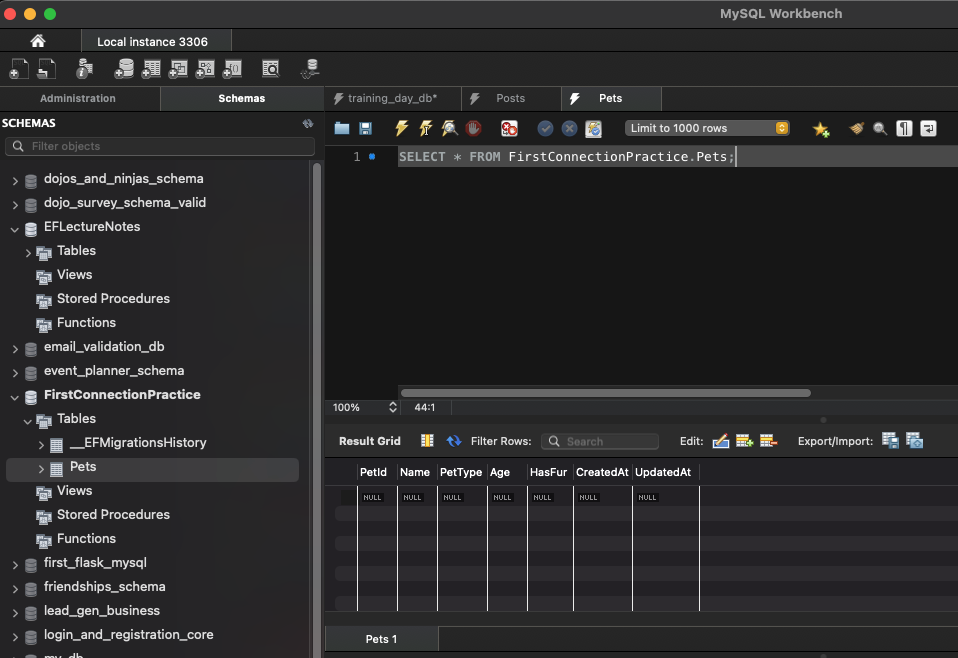 MySQL Workbench
Local instance 3306
Administration
Schemas
training_day_db*
Posts
Pets
SCHEMAS
Filter objects
Limit to 1000 rows
1
SELECT * FROM FirstConnectionPractice.Pets;
dojos_and_ninjas_schema
dojo_survey_schema_valid
EFLectureNotes
Tables
Views
Stored Procedures
Functions
email_validation_db
event_planner_schema
FirstConnectionPractice
Tables
__EFMigrationsHistory
Pets
Views
Stored Procedures
Functions
first_flask_mysql
friendships_schema
lead_gen_business
login_and_registration_core
my_db
100%
44:1
Result Grid
Filter Rows:
Search
Edit:
Export/Import:
PetId Name PetType Age HasFur CreatedAt UpdatedAt
NULL NULL NULL NULL NULL NULL NULL
Pets 1